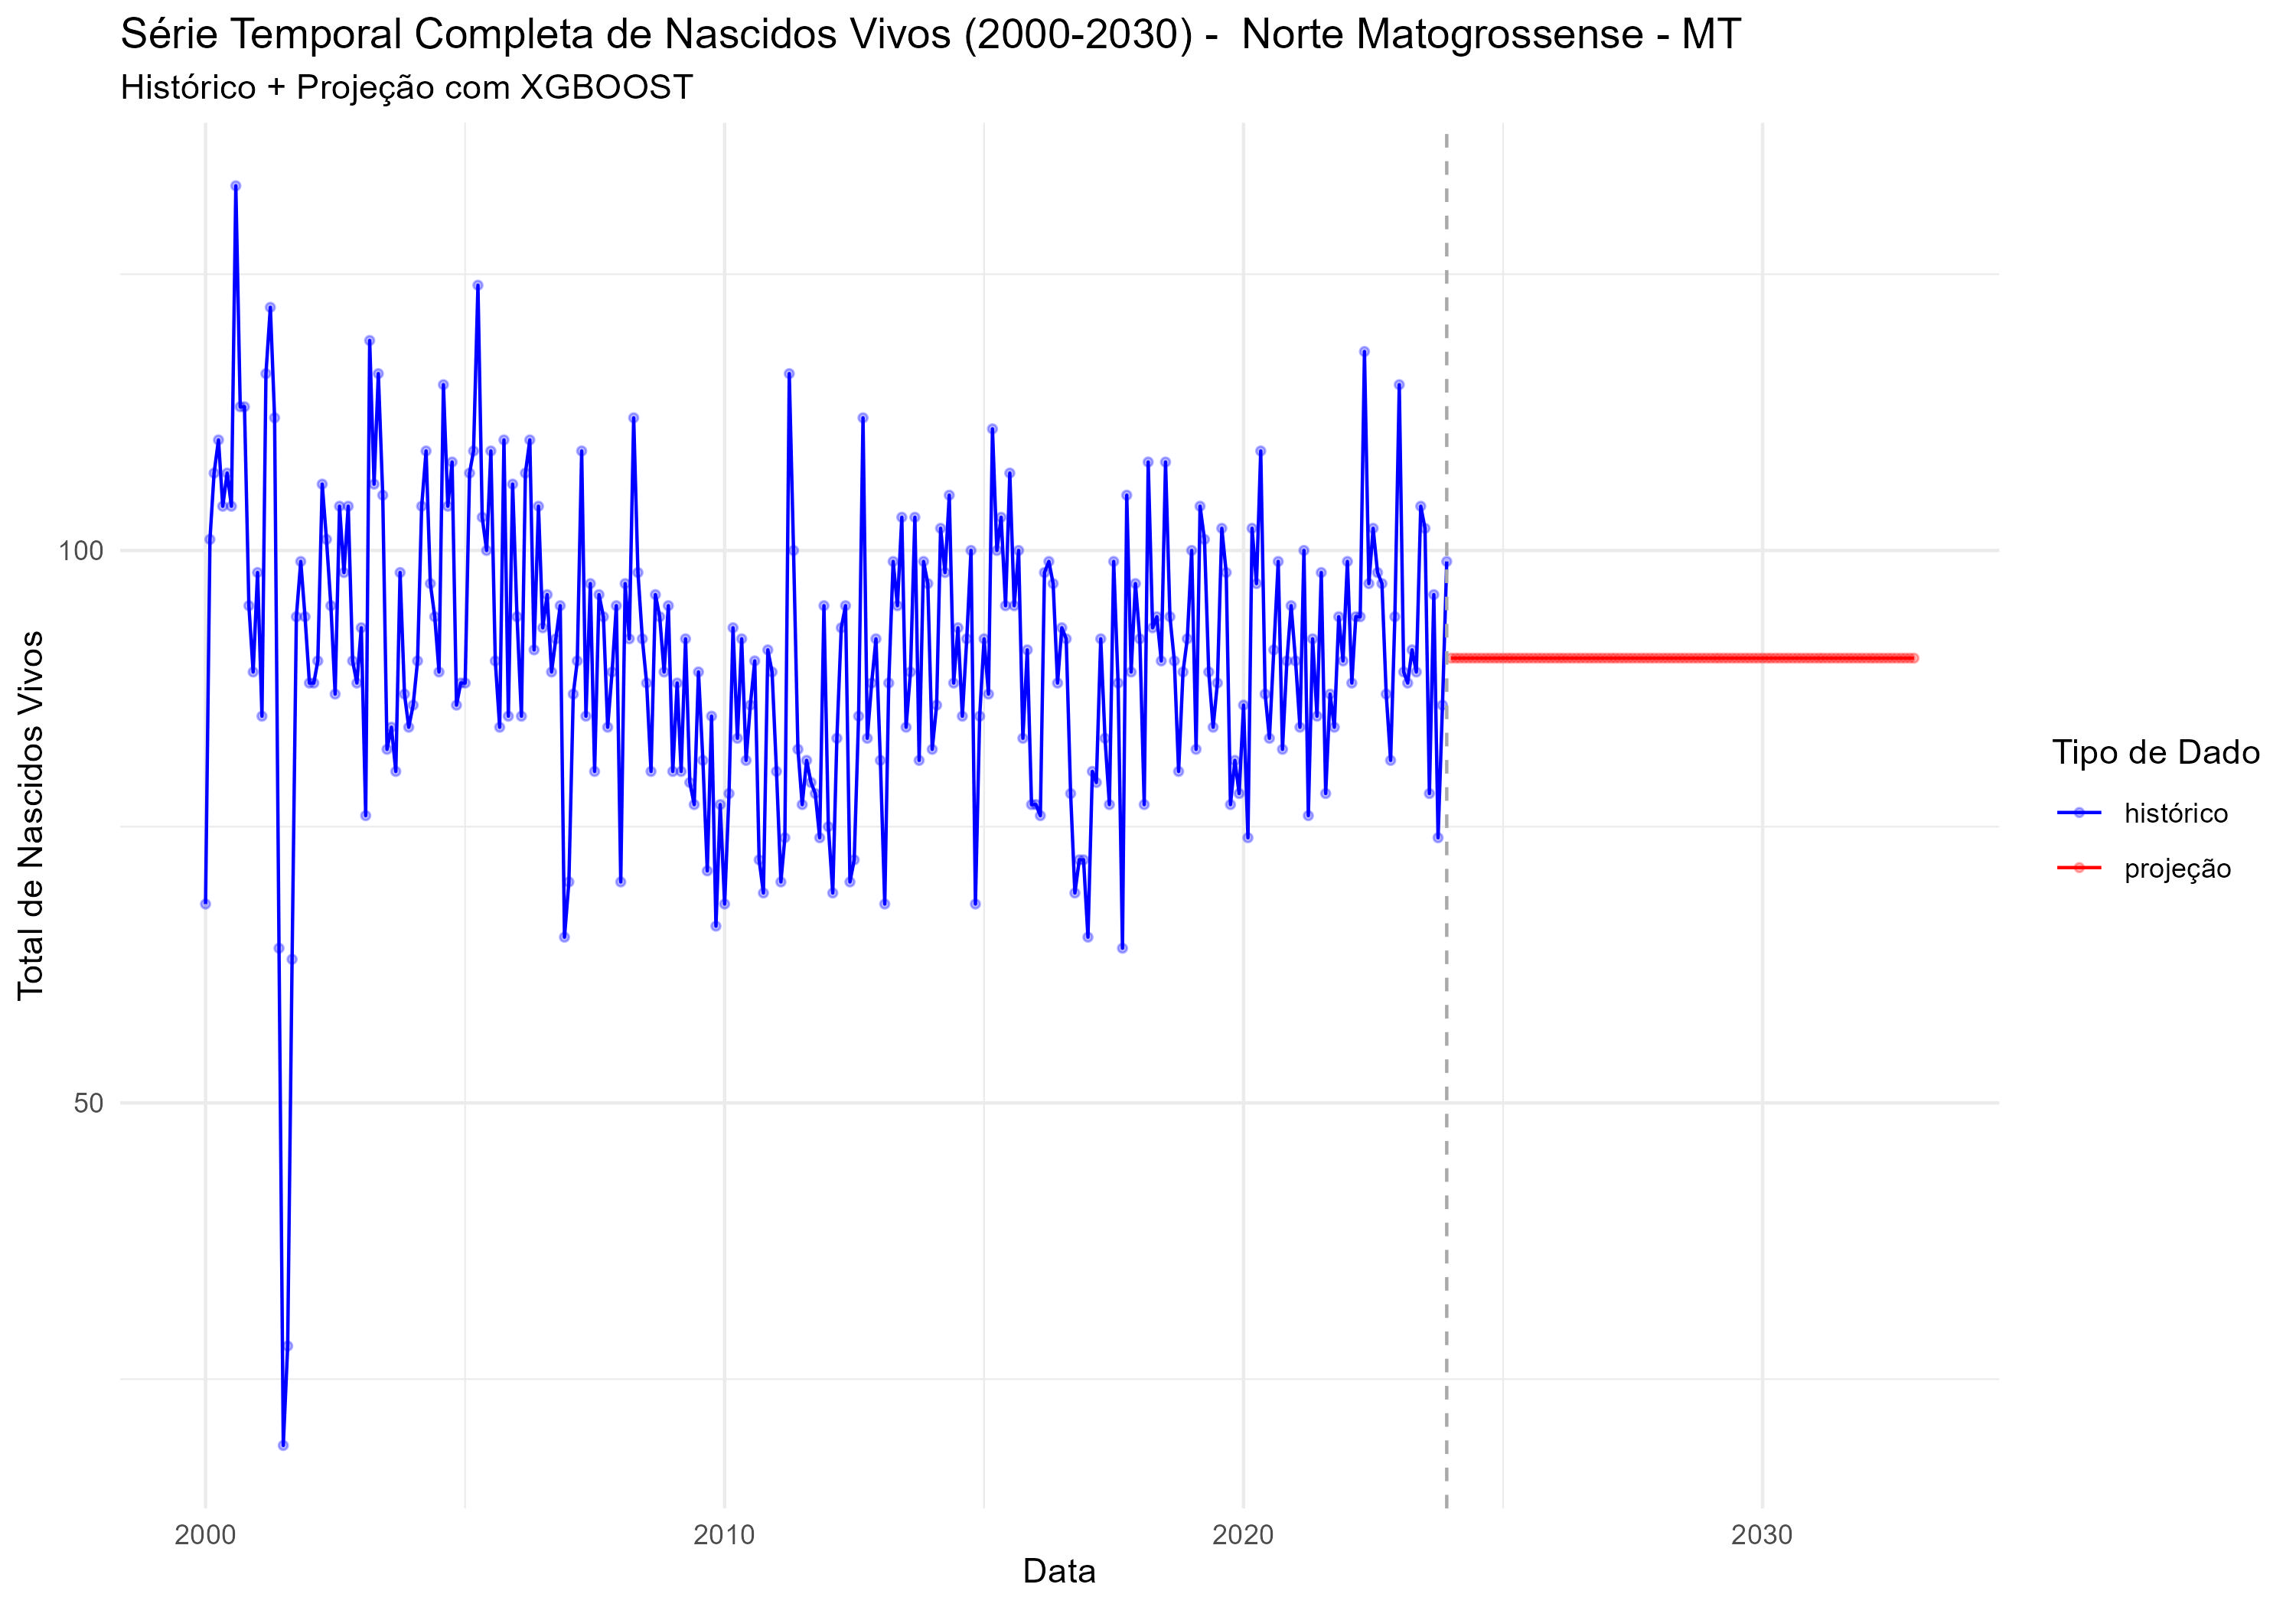 Série Temporal Completa de Nascidos Vivos (2000-2030) -  Norte Matogrossense - MT
Histórico + Projeção com XGBOOST
Total de Nascidos Vivos
100
50
2000
2010
2020
2030
Data
Tipo de Dado
histórico
projeção